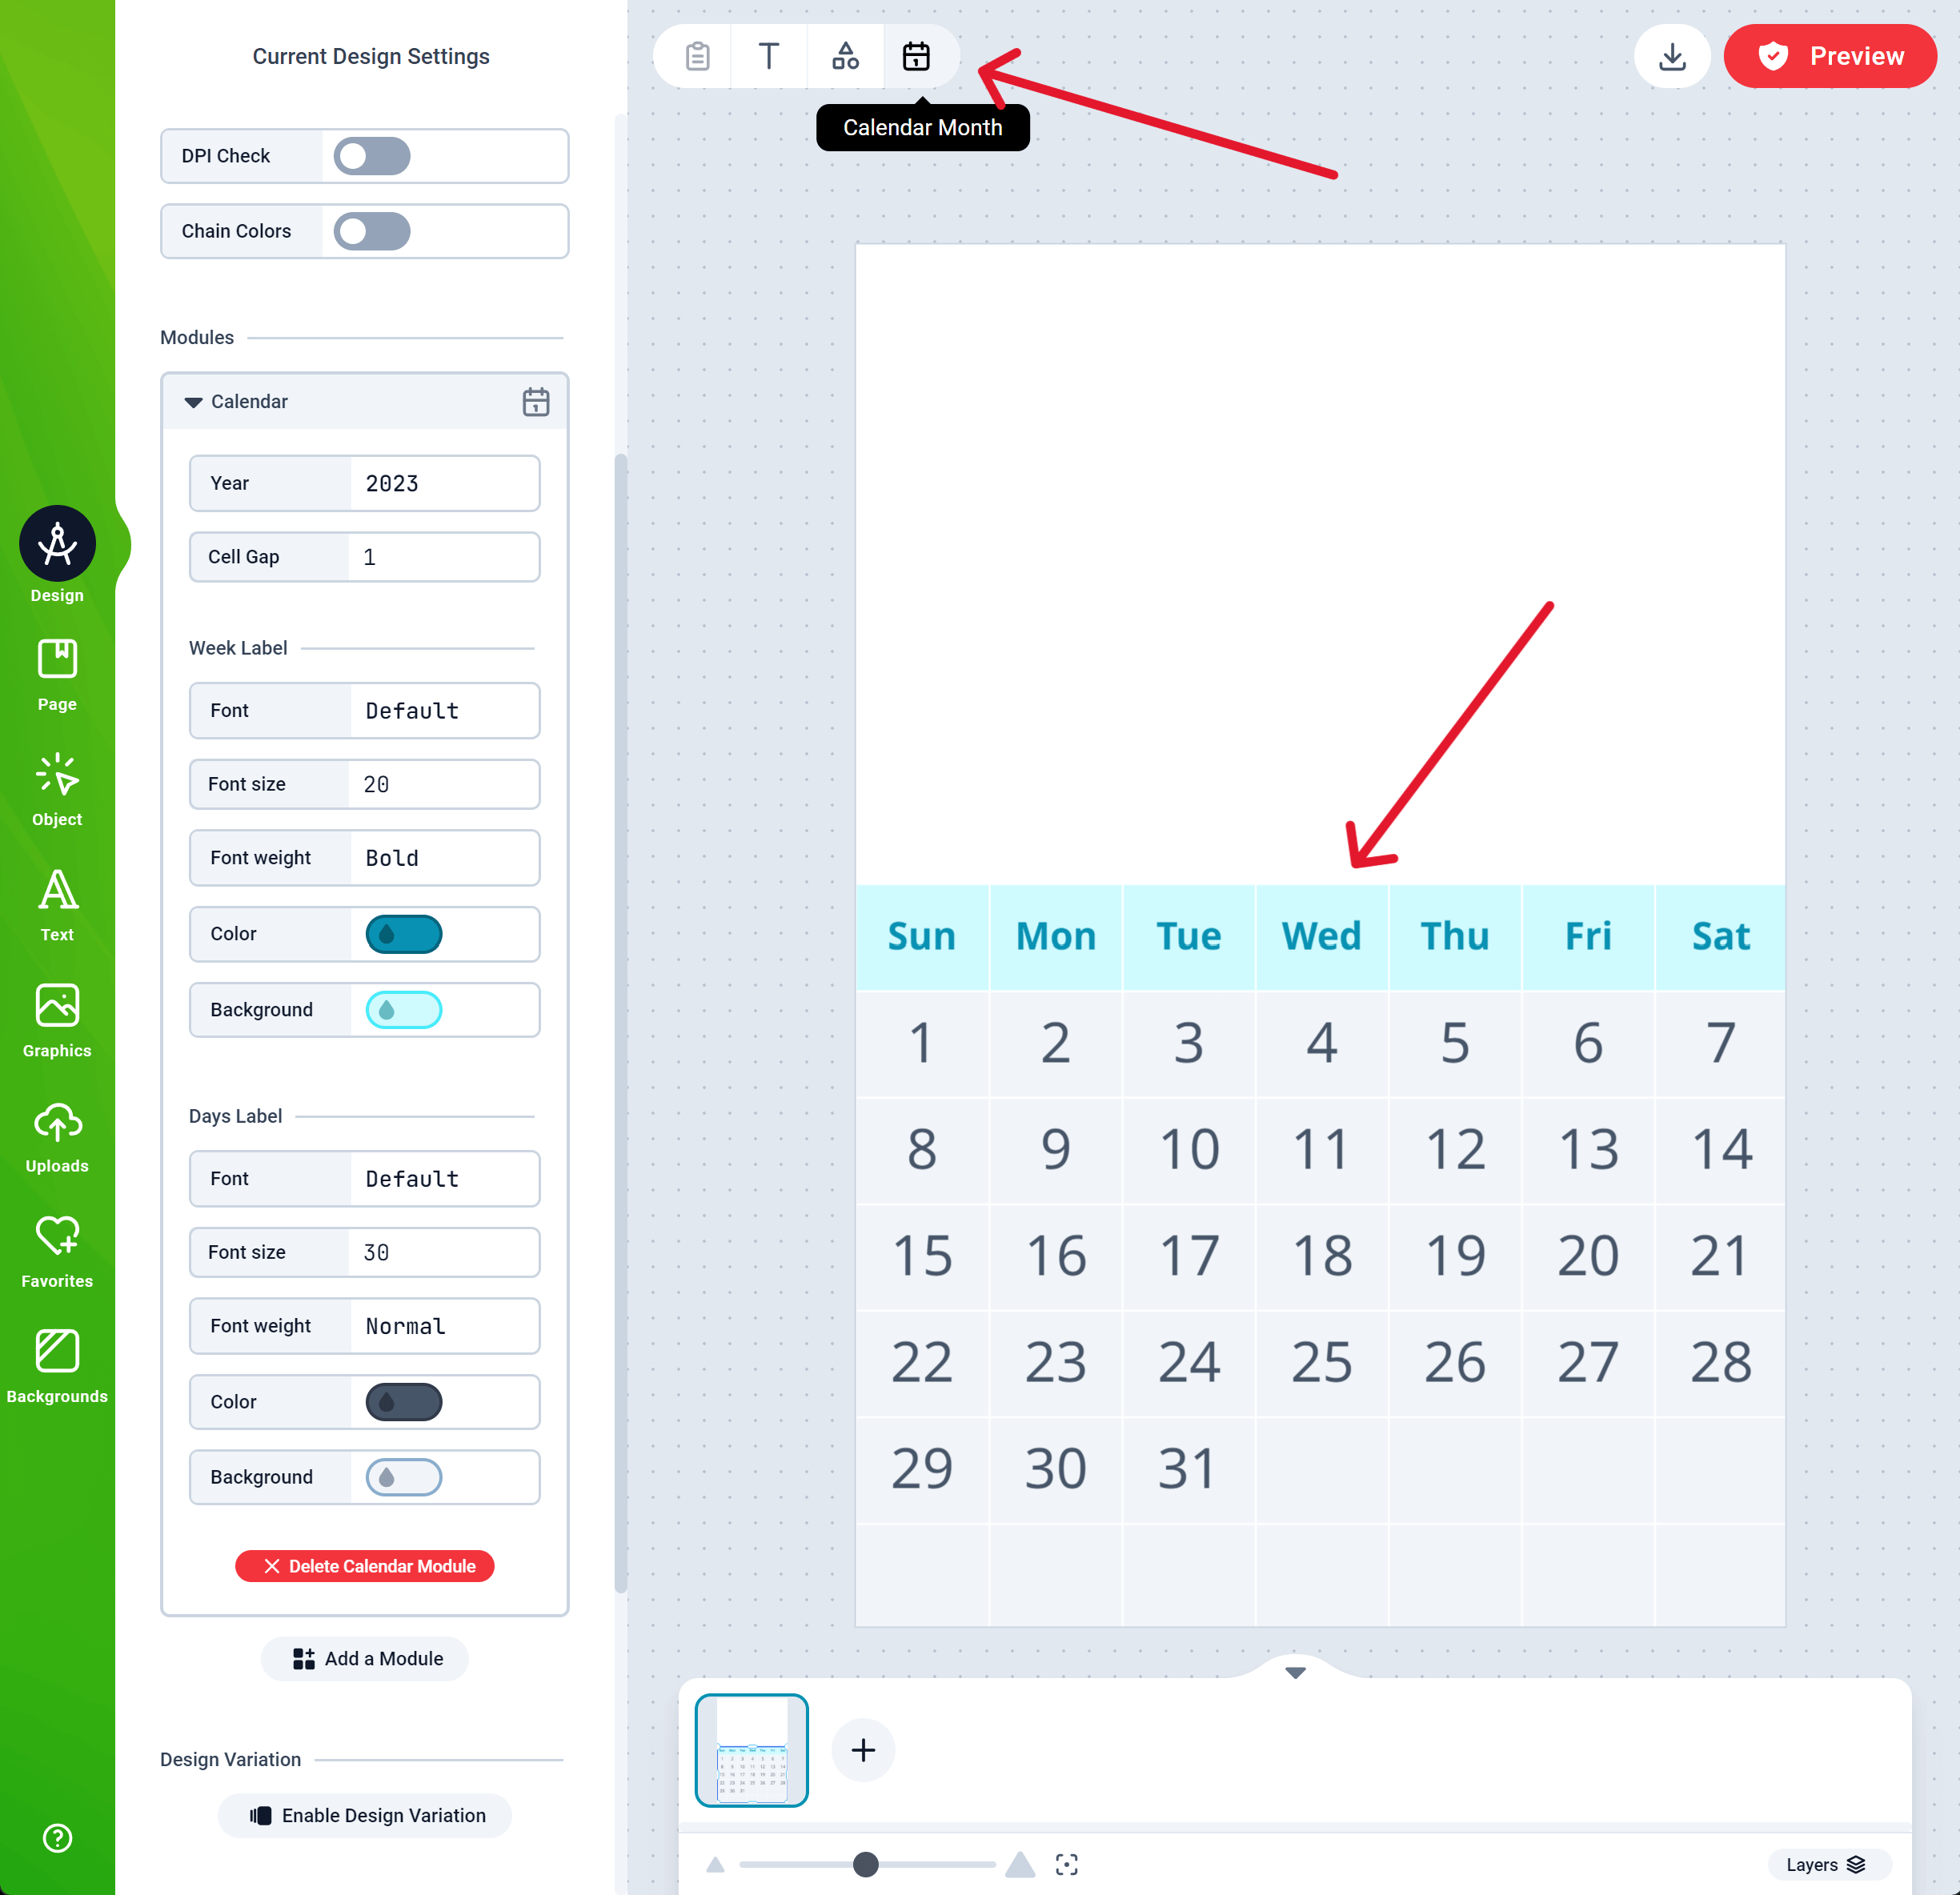 Current Design Settings
DPI Check
Chain Colors
Modules
Calendar
Year 2023
Cell Gap 1
Week Label
Font Default
Font size 20
Font weight Bold
Color
Background
Days Label
Font Default
Font size 30
Font weight Normal
Color
Background
Delete Calendar Module
Add a Module
Design Variation
Enable Design Variation
Design
Page
Object
Text
Graphics
Uploads
Favorites
Backgrounds
T
Calendar Month
Preview
Sun Mon Tue Wed Thu Fri Sat
1 2 3 4 5 6 7
8 9 10 11 12 13 14
15 16 17 18 19 20 21
22 23 24 25 26 27 28
29 30 31
Layers